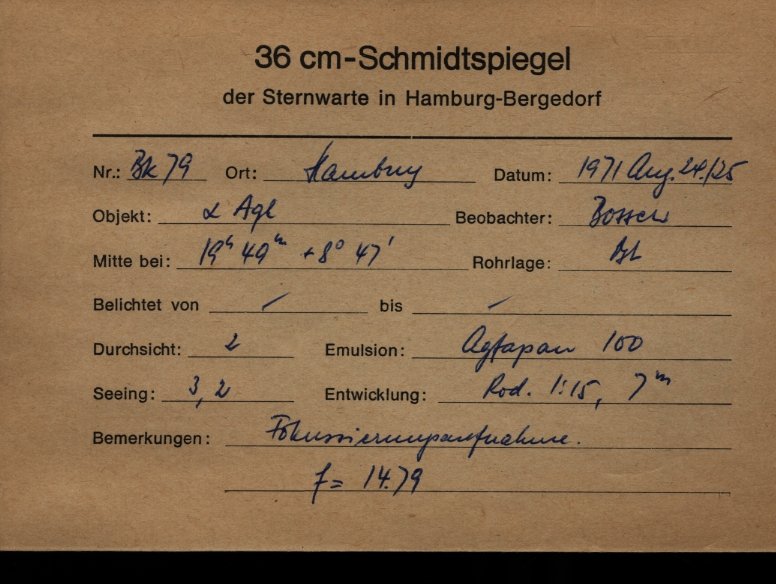 36 cm-Schmidtspiegel
der Sternwarte in Hamburg-Bergedorf
Nr.: Bk 79 Ort: Hamburg Datum: 1971 Aug. 24./25
Objekt: α Aql Beobachter:
Mitte bei: 19h 49m +8° 47' Rohrlage:
Belichtet von – bis –
Durchsicht: 2 Emulsion: Agfapan 100
Seeing: 3,2 Entwicklung: Rod. 1:15, 7m
Bemerkungen: Fokussierungsaufnahme.
f = 14.79